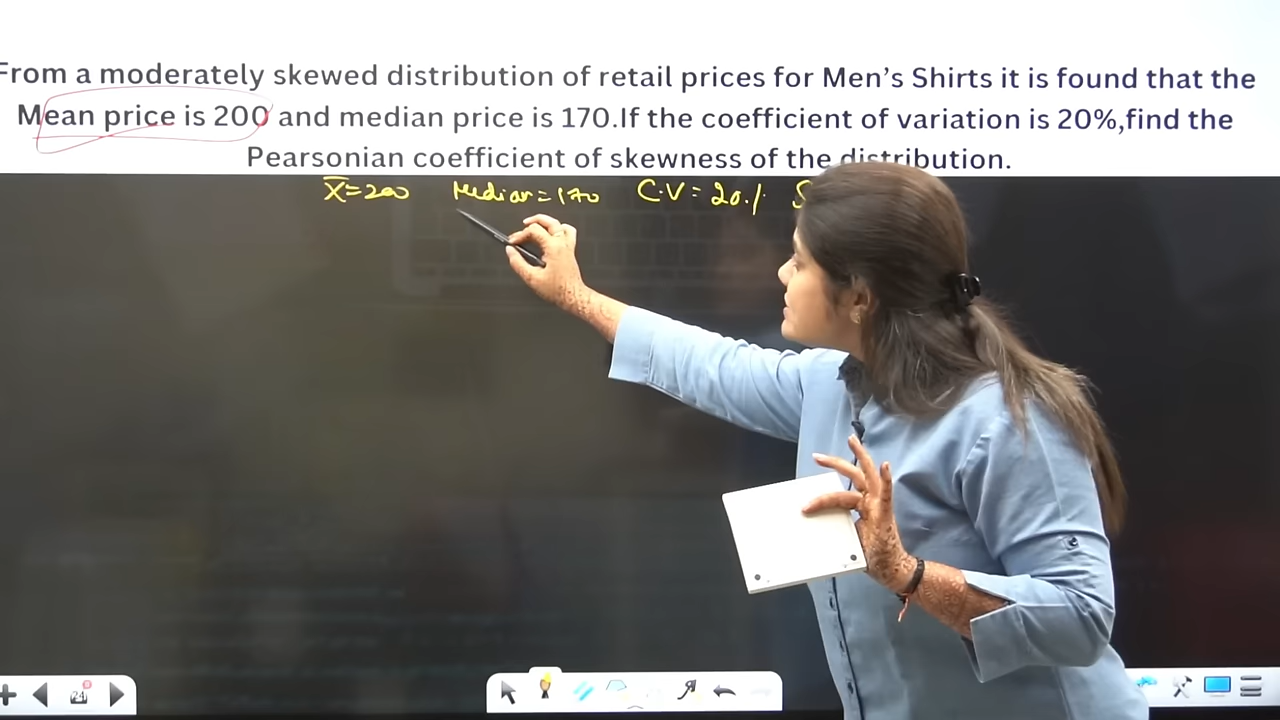 From a moderately skewed distribution of retail prices for Men's Shirts it is found that the
Mean price is 200 and median price is 170.If the coefficient of variation is 20%,find the
Pearsonian coefficient of skewness of the distribution.
X̅=200 Median=170 C.V=20.% S
24